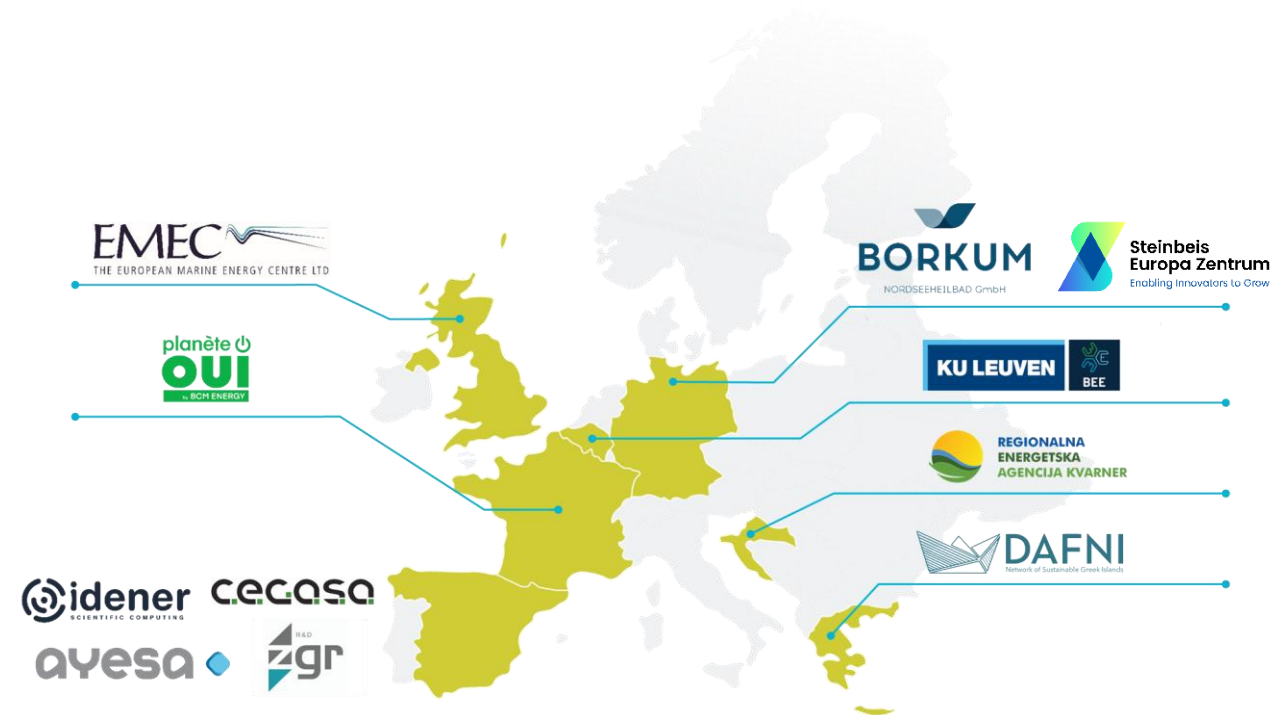 EMEC
THE EUROPEAN MARINE ENERGY CENTRE LTD
planète
OUI
by BCM ENERGY
idener
SCIENTIFIC COMPUTING
cegasa
ayesa
R&D
zgr
BORKUM
NORDSEEHEILBAD GmbH
Steinbeis
Europa Zentrum
Enabling Innovators to Grow
KU LEUVEN
BEE
REGIONALNA
ENERGETSKA
AGENCIJA KVARNER
DAFNI
Network of Sustainable Greek Islands